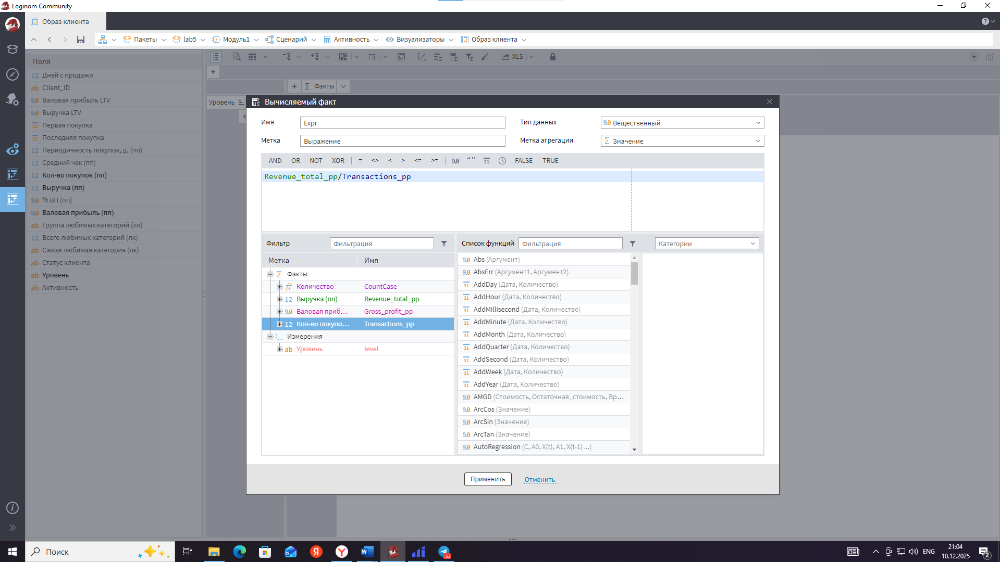 Loginom Community
Образ клиента
Пакеты
lab5
Модуль1
Сценарий
Активность
Визуализаторы
Образ клиента
XLS
Поля
12 Дней с продажи
ab Client_ID
9.0 Валовая прибыль LTV
9.0 Выручка LTV
31 Первая покупка
31 Последняя покупка
12 Периодичность покупок, д. (пп)
12 Средний чек (пп)
12 Кол-во покупок (пп)
12 Выручка (пп)
9.0 % ВП (пп)
9.0 Валовая прибыль (пп)
ab Группа любимых категорий (лк)
12 Всего любимых категорий (лк)
ab Самая любимая категория (лк)
ab Статус клиента
ab Уровень
ab Активность
+
+ Σ Факты
Уровень
+
Вычисляемый факт
Имя Expr Тип данных 9.0 Вещественный
Метка Выражение Метка агрегации Σ Значение
AND OR NOT XOR = <> < > <= >= 9.0 “ ” 31 FALSE TRUE
Revenue_total_pp/Transactions_pp
Фильтр Фильтрация
Метка Имя
Σ Факты
# Количество CountCase
12 Выручка (пп) Revenue_total_pp
9.0 Валовая приб... Gross_profit_pp
12 Кол-во покупо... Transactions_pp
Измерения
ab Уровень level
Список функций Фильтрация Категории
9.0 Abs (Аргумент)
9.0 AbsErr (Аргумент1, Аргумент2)
31 AddDay (Дата, Количество)
31 AddHour (Дата, Количество)
31 AddMillisecond (Дата, Количество)
31 AddMinute (Дата, Количество)
31 AddMonth (Дата, Количество)
31 AddQuarter (Дата, Количество)
31 AddSecond (Дата, Количество)
31 AddWeek (Дата, Количество)
31 AddYear (Дата, Количество)
9.0 AMGD (Стоимость, Остаточная_стоимость, Вр...
9.0 ArcCos (Значение)
9.0 ArcSin (Значение)
9.0 ArcTan (Значение)
9.0 AutoRegression (C, A0, X{t}, A1, X{t-1} ...)
Применить Отменить
Поиск
Я
Y
W
52
ENG
21:04
10.12.2025
2